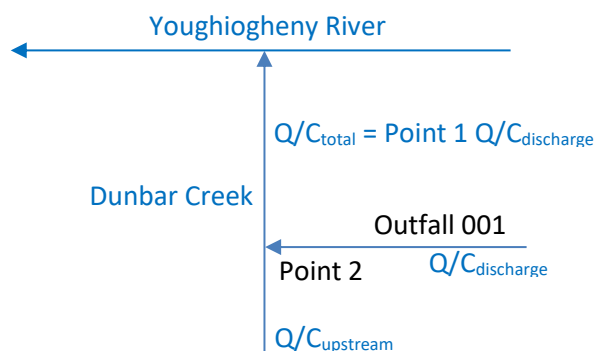 Youghiogheny River
Q/Ctotal = Point 1 Q/Cdischarge
Dunbar Creek
Outfall 001
Point 2
Q/Cdischarge
Q/Cupstream